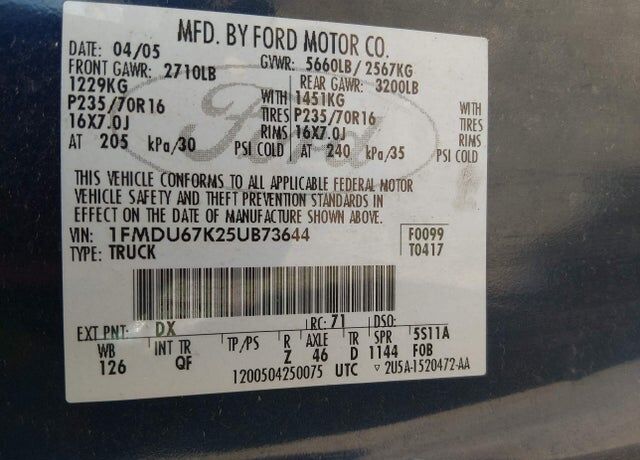 MFD. BY FORD MOTOR CO.
DATE: 04/05 GVWR: 5660LB / 2567KG
FRONT GAWR: 2710LB REAR GAWR: 3200LB
1229KG WITH 1451KG WITH
P235/70R16 TIRES P235/70R16 TIRES
16X7.0J RIMS 16X7.0J RIMS
AT 205 kPa/30 PSI COLD AT 240 kPa/35 PSI COLD
Ford
THIS VEHICLE CONFORMS TO ALL APPLICABLE FEDERAL MOTOR
VEHICLE SAFETY AND THEFT PREVENTION STANDARDS IN
EFFECT ON THE DATE OF MANUFACTURE SHOWN ABOVE.
VIN: 1FMDU67K25UB73644 F0099
TYPE: TRUCK T0417
EXT PNT: DX RC: 71 DSO:
WB INT TR TP/PS R AXLE TR SPR 5S11A
126 QF Z 46 D 1144 FOB
1200504250075 UTC ▽ 2U5A-1520472-AA